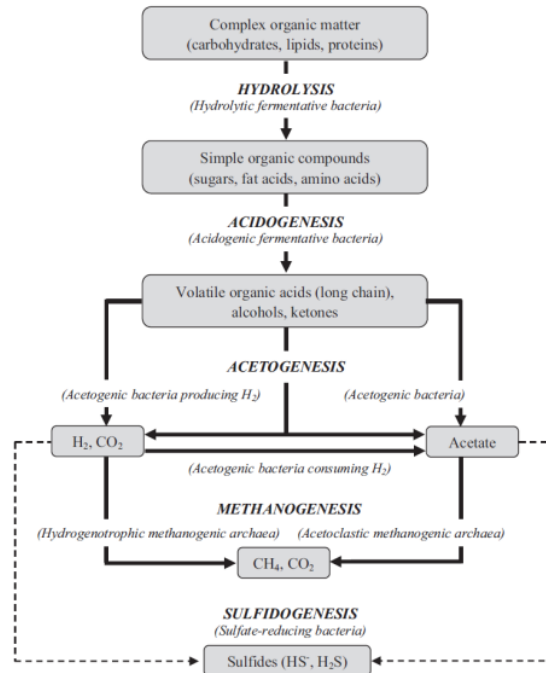 Complex organic matter
(carbohydrates, lipids, proteins)
HYDROLYSIS
(Hydrolytic fermentative bacteria)
Simple organic compounds
(sugars, fat acids, amino acids)
ACIDOGENESIS
(Acidogenic fermentative bacteria)
Volatile organic acids (long chain),
alcohols, ketones
ACETOGENESIS
(Acetogenic bacteria producing H₂)
(Acetogenic bacteria)
H₂, CO₂
Acetate
(Acetogenic bacteria consuming H₂)
METHANOGENESIS
(Hydrogenotrophic methanogenic archaea)
(Acetoclastic methanogenic archaea)
CH₄, CO₂
SULFIDOGENESIS
(Sulfate-reducing bacteria)
Sulfides (HS⁻, H₂S)